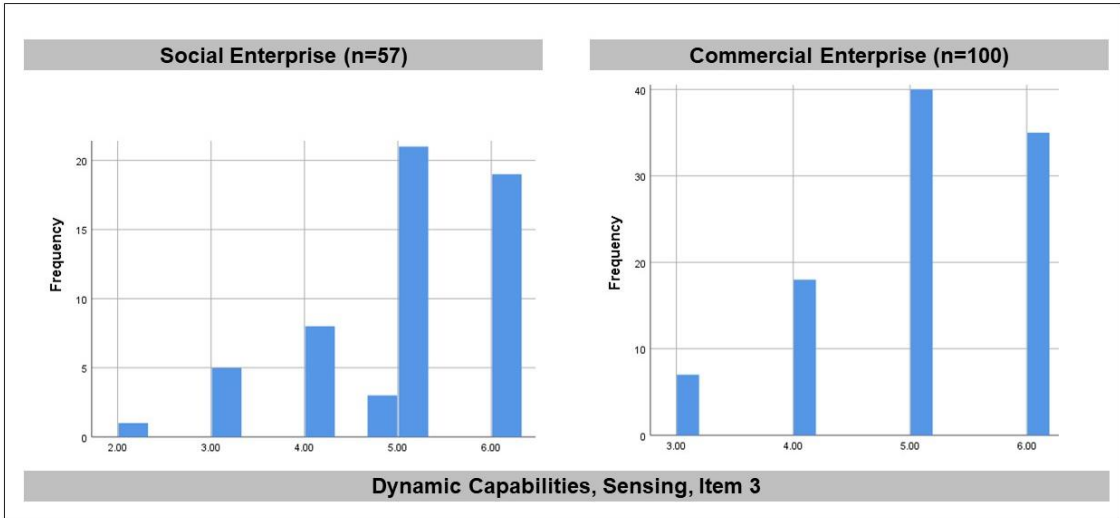 Social Enterprise (n=57)
Commercial Enterprise (n=100)
Frequency
20
15
10
5
0
2.00 3.00 4.00 5.00 6.00
Frequency
40
30
20
10
0
3.00 4.00 5.00 6.00
Dynamic Capabilities, Sensing, Item 3